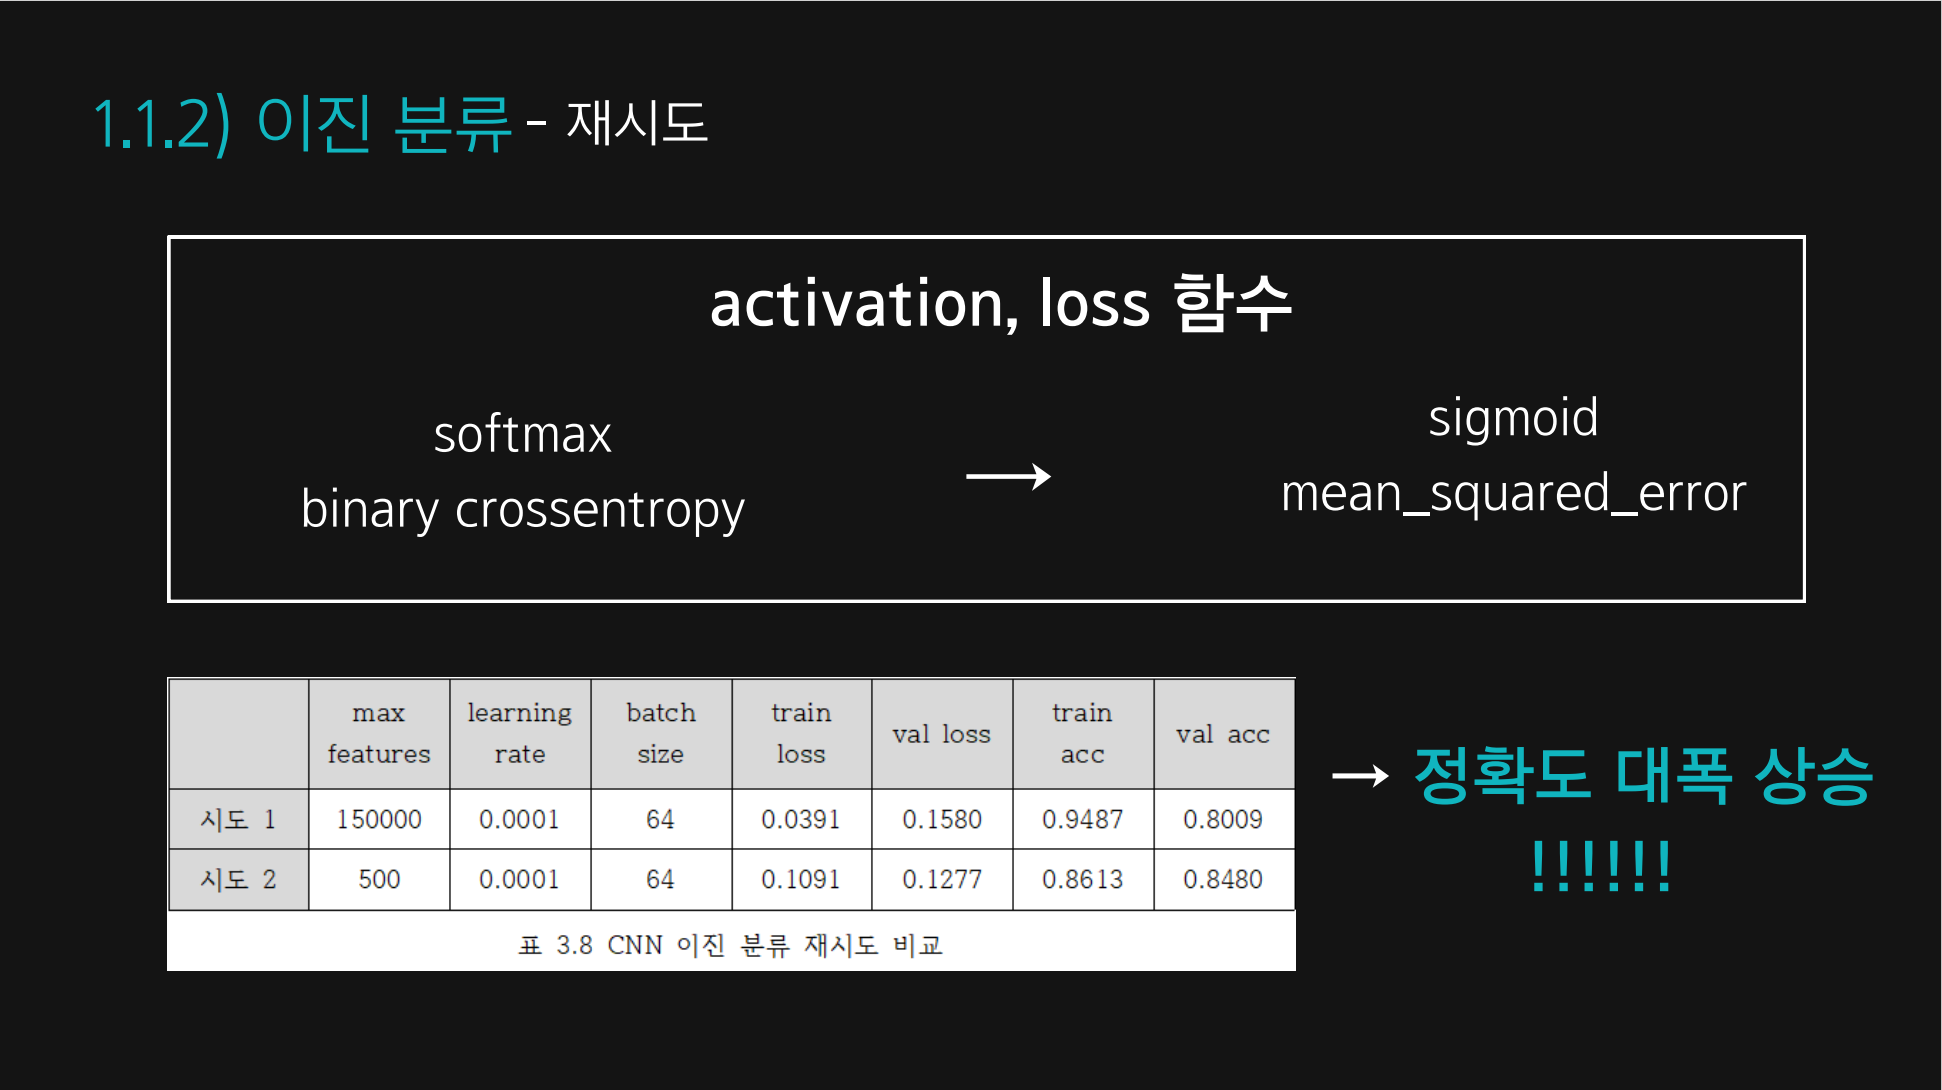 1.1.2) 이진 분류 - 재시도
activation, loss 함수
softmax
binary crossentropy
→
sigmoid
mean_squared_error
max features learning rate batch size train loss val loss train acc val acc
시도 1 150000 0.0001 64 0.0391 0.1580 0.9487 0.8009
시도 2 500 0.0001 64 0.1091 0.1277 0.8613 0.8480
표 3.8 CNN 이진 분류 재시도 비교
→ 정확도 대폭 상승
!!!!!!